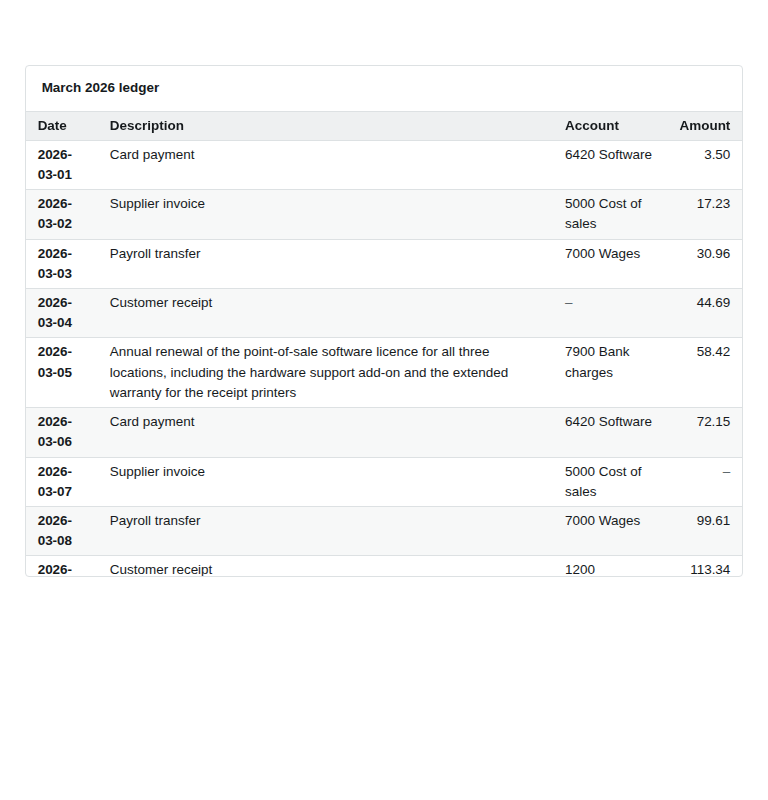 March 2026 ledger
Date Description Account Amount
2026- Card payment 6420 Software 3.50
03-01
2026- Supplier invoice 5000 Cost of 17.23
03-02 sales
2026- Payroll transfer 7000 Wages 30.96
03-03
2026- Customer receipt – 44.69
03-04
2026- Annual renewal of the point-of-sale software licence for all three 7900 Bank 58.42
03-05 locations, including the hardware support add-on and the extended charges
warranty for the receipt printers
2026- Card payment 6420 Software 72.15
03-06
2026- Supplier invoice 5000 Cost of –
03-07 sales
2026- Payroll transfer 7000 Wages 99.61
03-08
2026- Customer receipt 1200 113.34